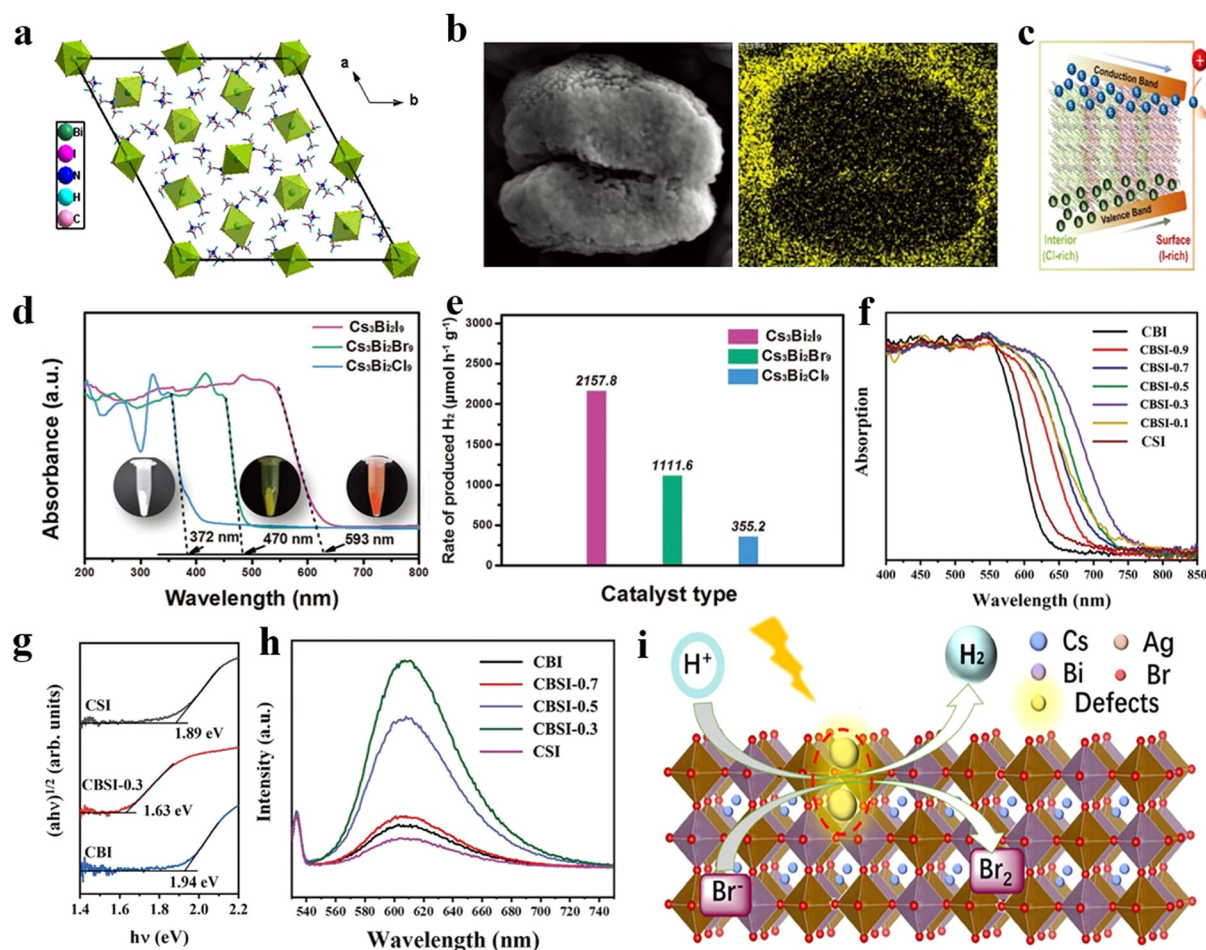 a
a
b
Bi
I
N
H
C
b
c
Conduction Band
+
Valence Band
Interior
(Cl-rich)
Surface
(I-rich)
d
Absorbance (a.u.)
Cs₃Bi₂I₉
Cs₃Bi₂Br₉
Cs₃Bi₂Cl₉
372 nm
470 nm
593 nm
200 300 400 500 600 700 800
Wavelength (nm)
e
Rate of produced H₂ (μmol h⁻¹ g⁻¹)
3000
2500
2000
1500
1000
500
0
2157.8
1111.6
355.2
Cs₃Bi₂I₉
Cs₃Bi₂Br₉
Cs₃Bi₂Cl₉
Catalyst type
f
Absorption
CBI
CBSI-0.9
CBSI-0.7
CBSI-0.5
CBSI-0.3
CBSI-0.1
CSI
400 450 500 550 600 650 700 750 800 850
Wavelength (nm)
g
(ahν)¹/² (arb. units)
CSI
1.89 eV
CBSI-0.3
1.63 eV
CBI
1.94 eV
1.4 1.6 1.8 2.0 2.2
hν (eV)
h
Intensity (a.u.)
CBI
CBSI-0.7
CBSI-0.5
CBSI-0.3
CSI
540 560 580 600 620 640 660 680 700 720 740
Wavelength (nm)
i
H⁺
H₂
Cs
Ag
Bi
Br
Defects
Br⁻
Br₂